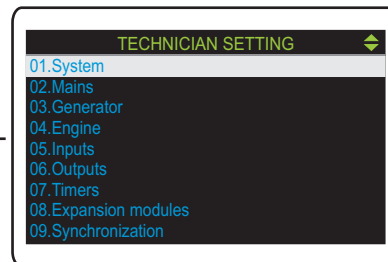 TECHNICIAN SETTING
01.System
02.Mains
03.Generator
04.Engine
05.Inputs
06.Outputs
07.Timers
08.Expansion modules
09.Synchronization